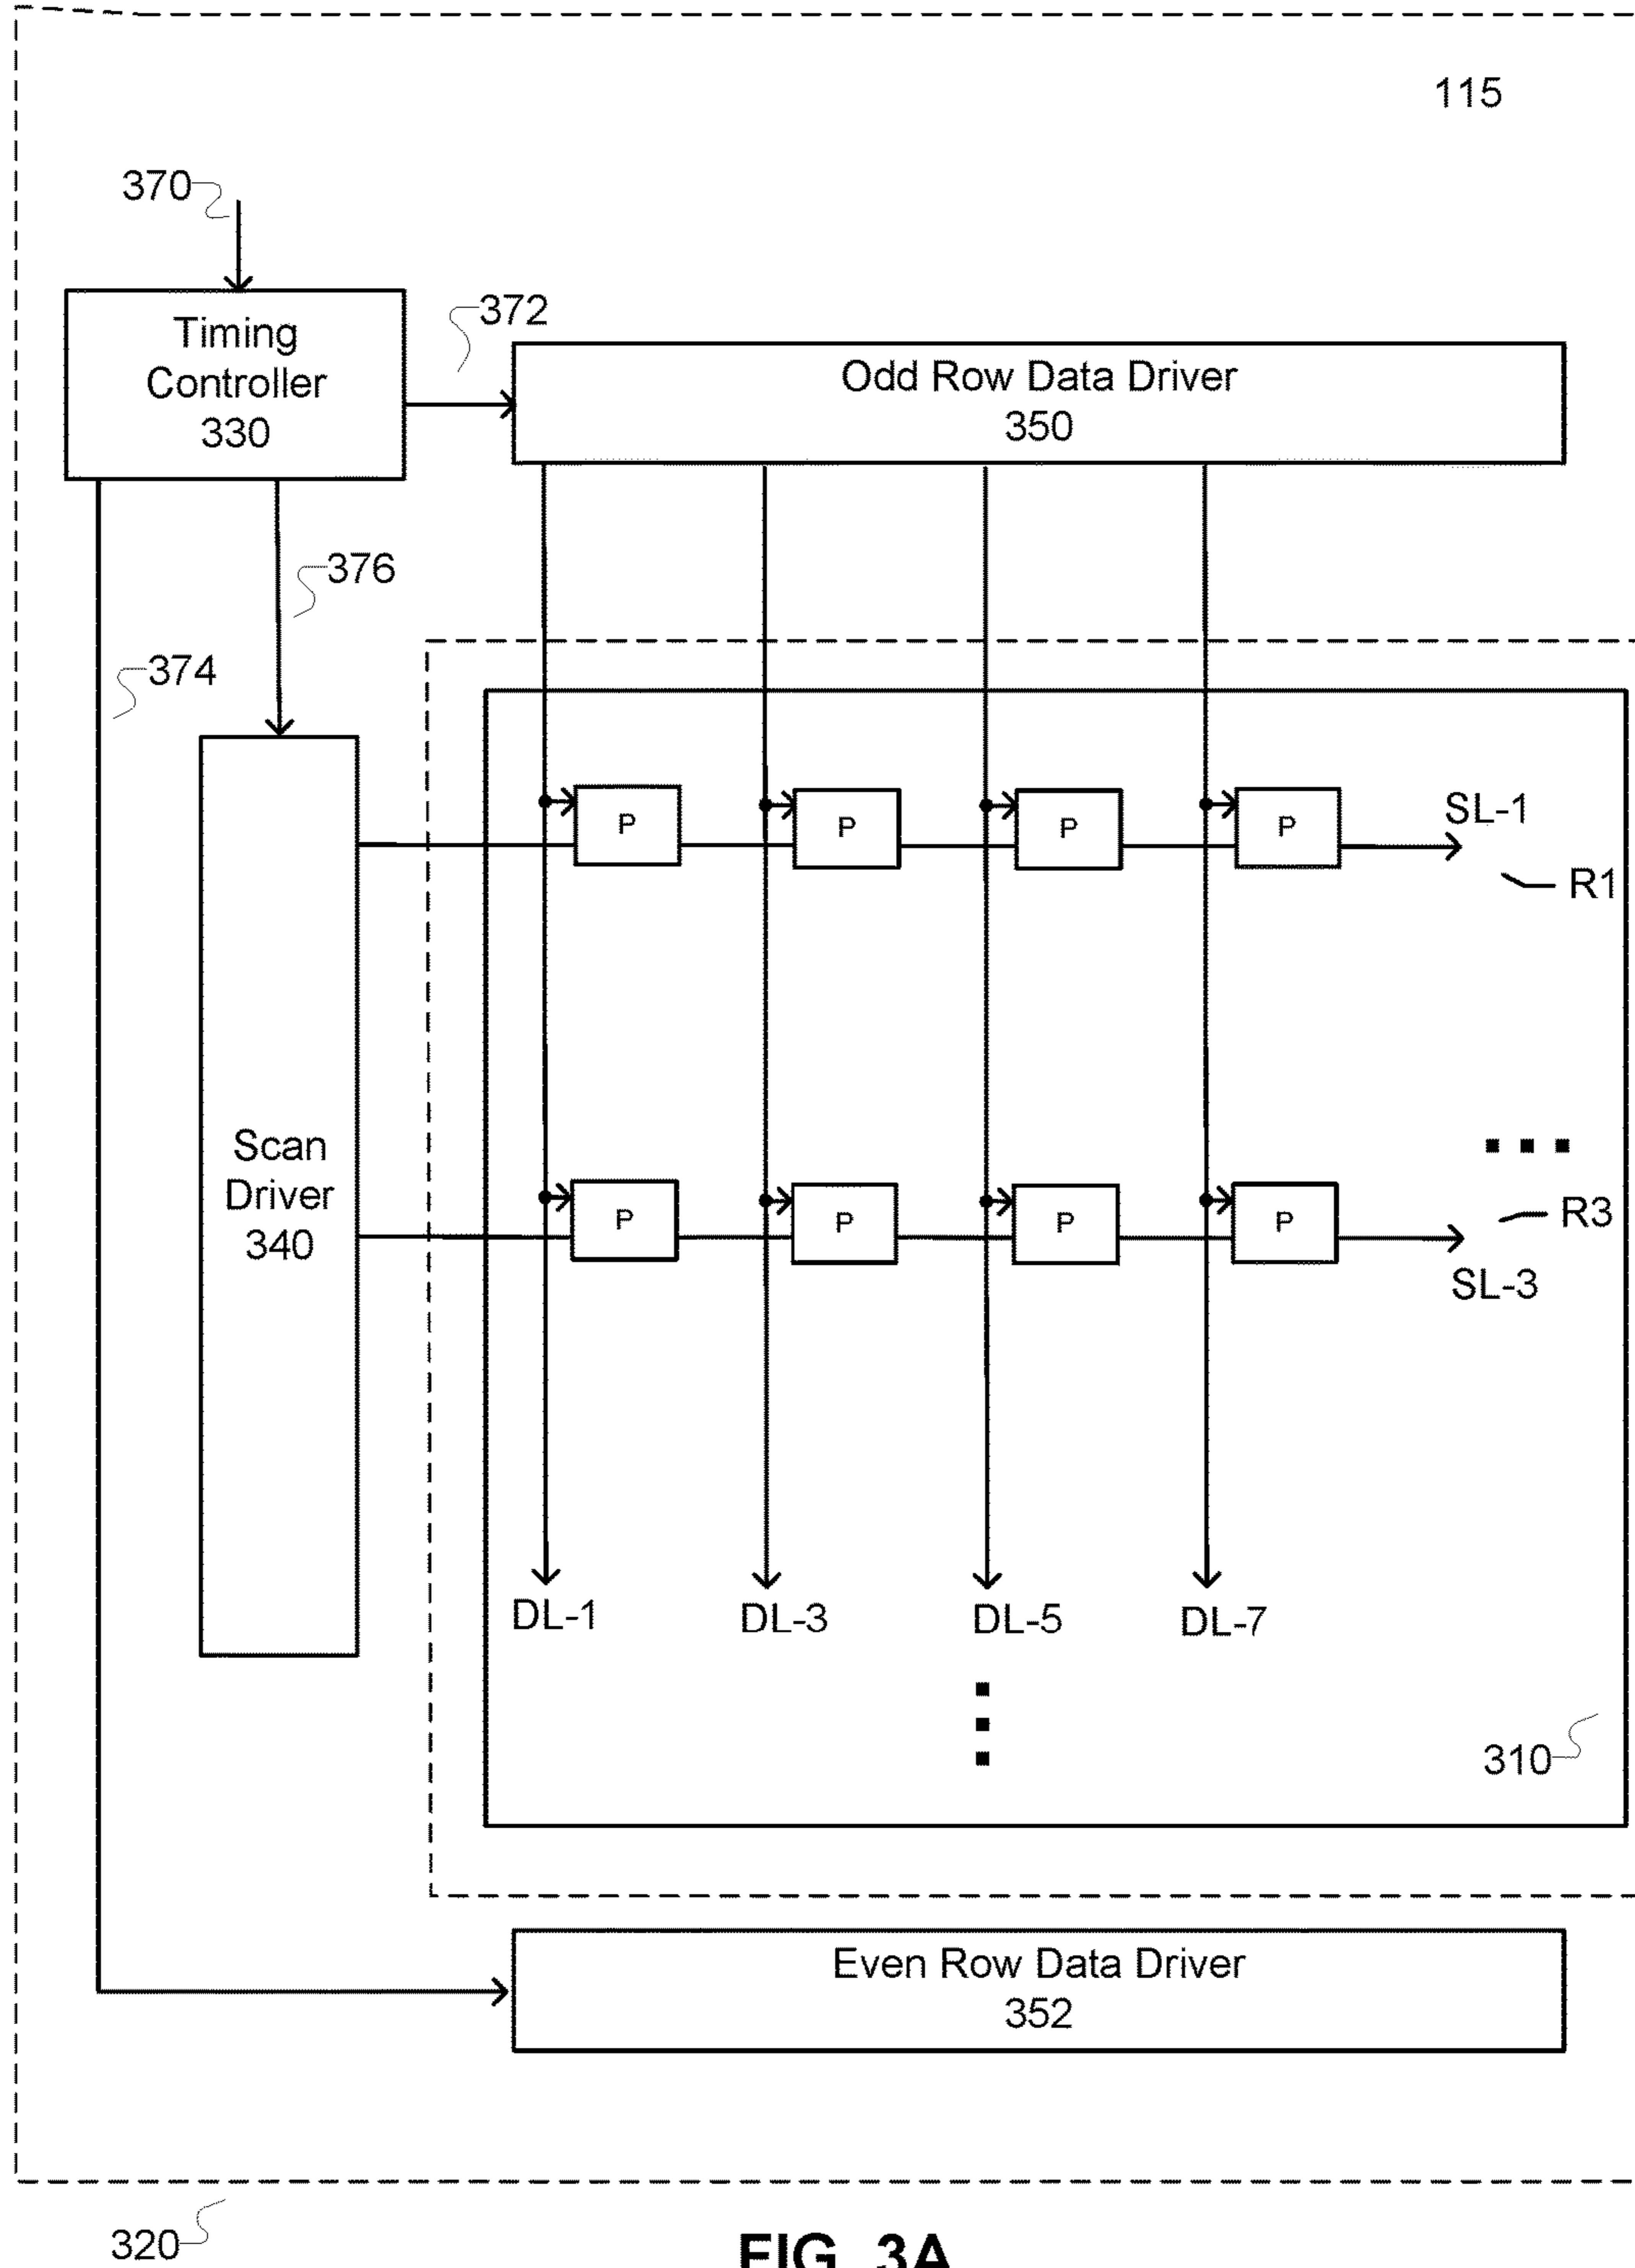 115
370
372
Timing
Controller
330
Odd Row Data Driver
350
376
374
P P P P
SL-1
R1
Scan
Driver
340
P P P P
R3
SL-3
DL-1 DL-3 DL-5 DL-7
310
Even Row Data Driver
352
320
FIG. 3A